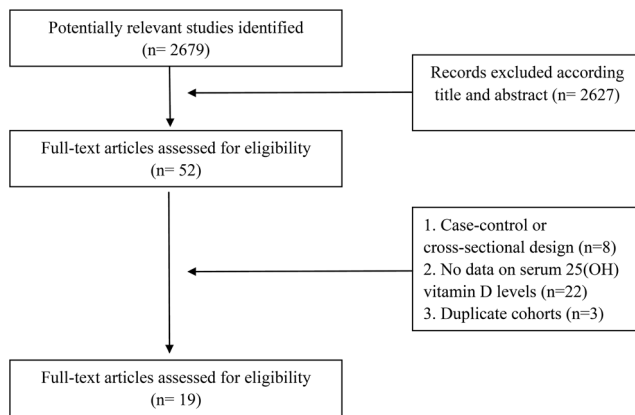 Potentially relevant studies identified
(n= 2679)
Records excluded according
title and abstract (n= 2627)
Full-text articles assessed for eligibility
(n= 52)
1. Case-control or
cross-sectional design (n=8)
2. No data on serum 25(OH)
vitamin D levels (n=22)
3. Duplicate cohorts (n=3)
Full-text articles assessed for eligibility
(n= 19)